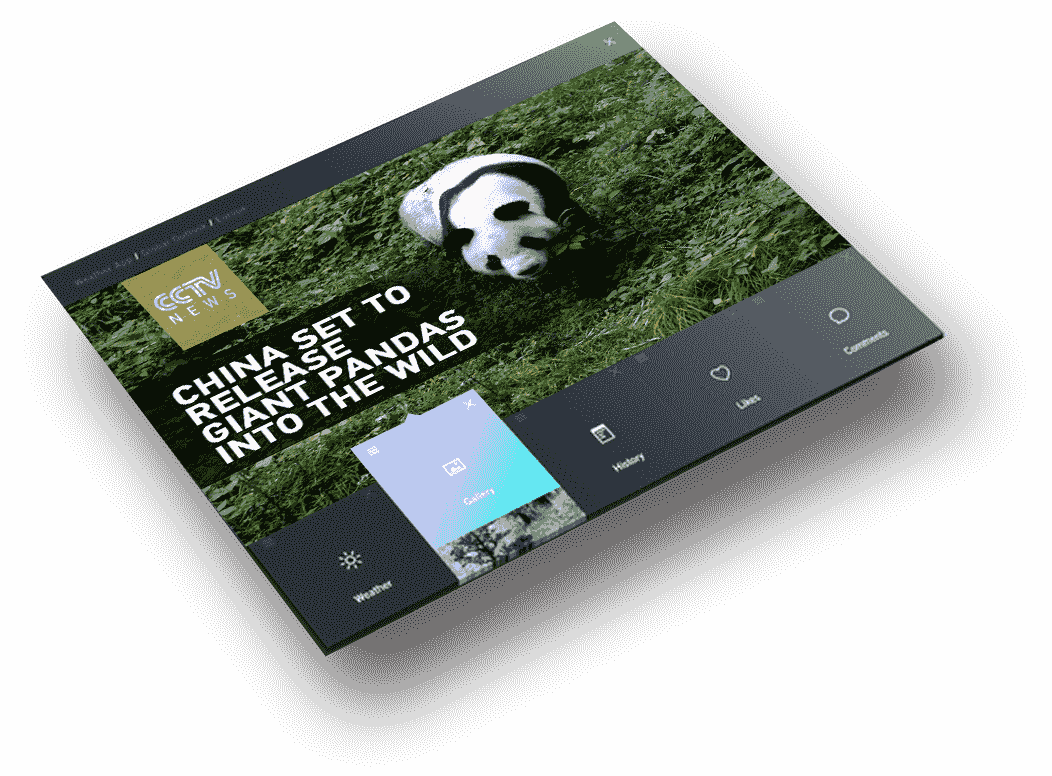 Weather App / Global Outlook / Europe
CCTV
NEWS
CHINA SET TO
RELEASE
GIANT PANDAS
INTO THE WILD
Gallery
Weather
History
Likes
Comments